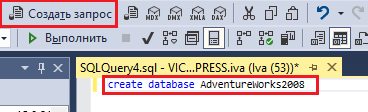 Создать запрос MDX DMX XMLA DAX
Выполнить
SQLQuery4.sql - VIC...PRESS.iva (Iva (53))*
create database AdventureWorks2008